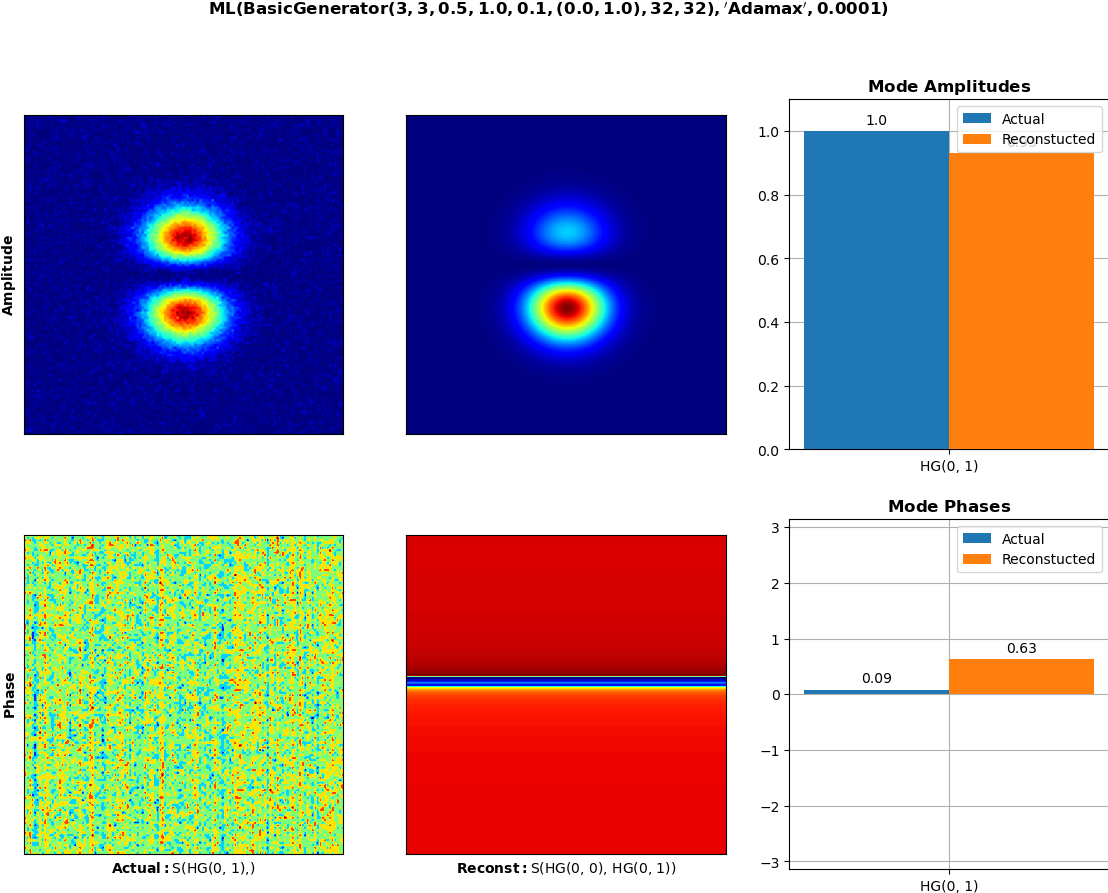 ML(BasicGenerator(3, 3, 0.5, 1.0, 0.1, (0.0, 1.0), 32, 32), ′Adamax′, 0.0001)
Amplitude
Mode Amplitudes
Actual
Reconstucted
1.0
1.0
0.8
0.6
0.4
0.2
0.0
HG(0, 1)
Phase
Actual: S(HG(0, 1),)
Reconst: S(HG(0, 0), HG(0, 1))
Mode Phases
Actual
Reconstucted
0.09
0.63
3
2
1
0
−1
−2
−3
HG(0, 1)